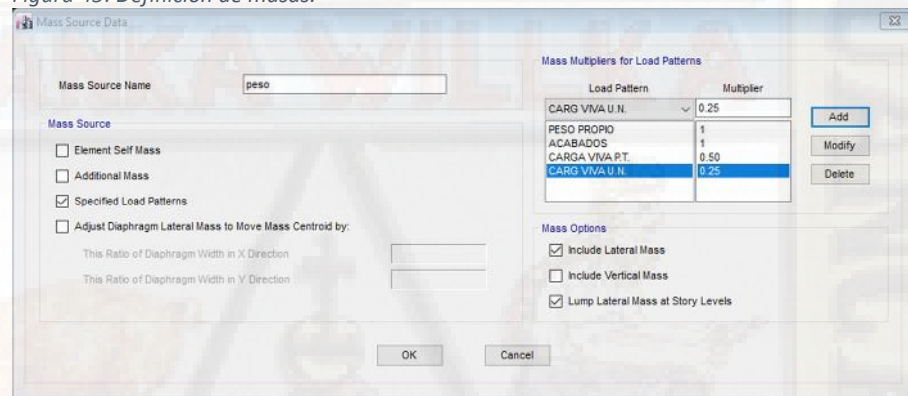 Figura 43. Definición de masas.
Mass Source Data
Mass Source Name
peso
Mass Source
Element Self Mass
Additional Mass
Specified Load Patterns
Adjust Diaphragm Lateral Mass to Move Mass Centroid by:
This Ratio of Diaphragm Width in X Direction
This Ratio of Diaphragm Width in Y Direction
Mass Multipliers for Load Patterns
Load Pattern Multiplier
CARG VIVA U.N. 0.25
PESO PROPIO 1
ACABADOS 1
CARGA VIVA P.T. 0.50
CARG VIVA U.N. 0.25
Add
Modify
Delete
Mass Options
Include Lateral Mass
Include Vertical Mass
Lump Lateral Mass at Story Levels
OK Cancel